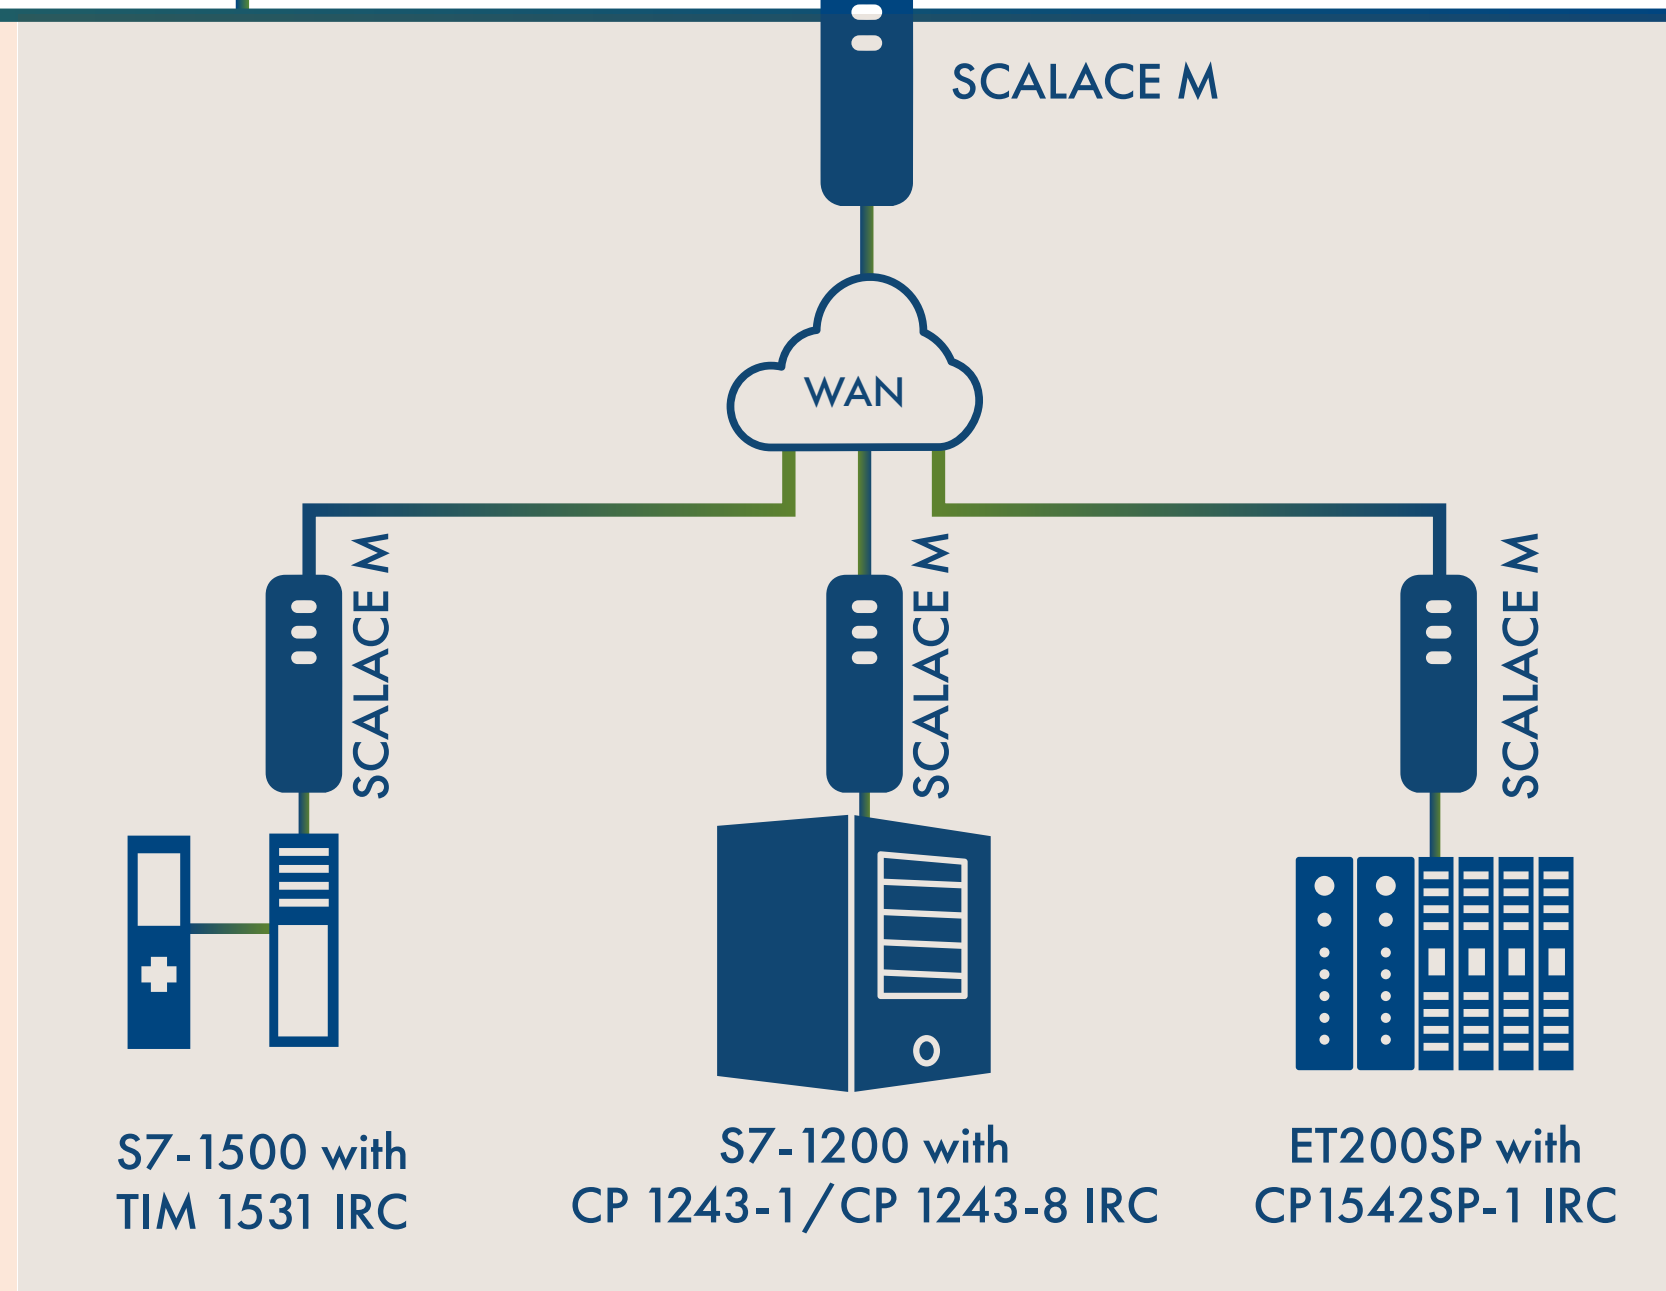 SCALACE M
WAN
SCALACE M
SCALACE M
SCALACE M
S7-1500 with
TIM 1531 IRC
S7-1200 with
CP 1243-1/CP 1243-8 IRC
ET200SP with
CP1542SP-1 IRC